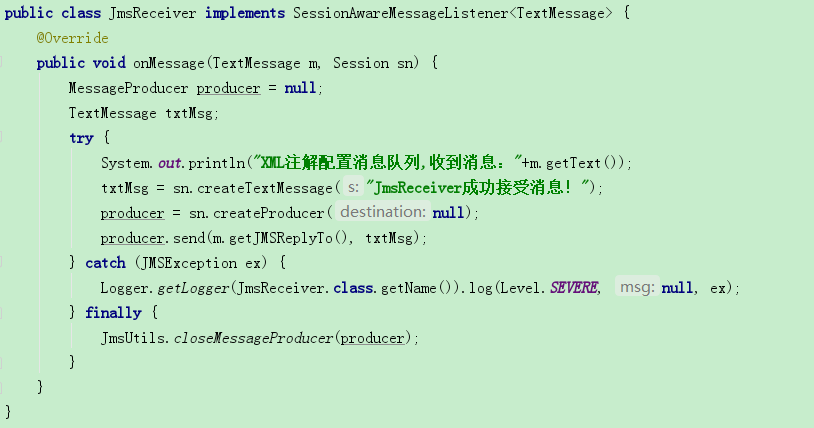 public class JmsReceiver implements SessionAwareMessageListener<TextMessage> {
@Override
public void onMessage(TextMessage m, Session sn) {
MessageProducer producer = null;
TextMessage txtMsg;
try {
System.out.println("XML注解配置消息队列,收到消息："+m.getText());
txtMsg = sn.createTextMessage( s: "JmsReceiver成功接受消息！");
producer = sn.createProducer( destination: null);
producer.send(m.getJMSReplyTo(), txtMsg);
} catch (JMSException ex) {
Logger.getLogger(JmsReceiver.class.getName()).log(Level.SEVERE, msg: null, ex);
} finally {
JmsUtils.closeMessageProducer(producer);
}
}
}